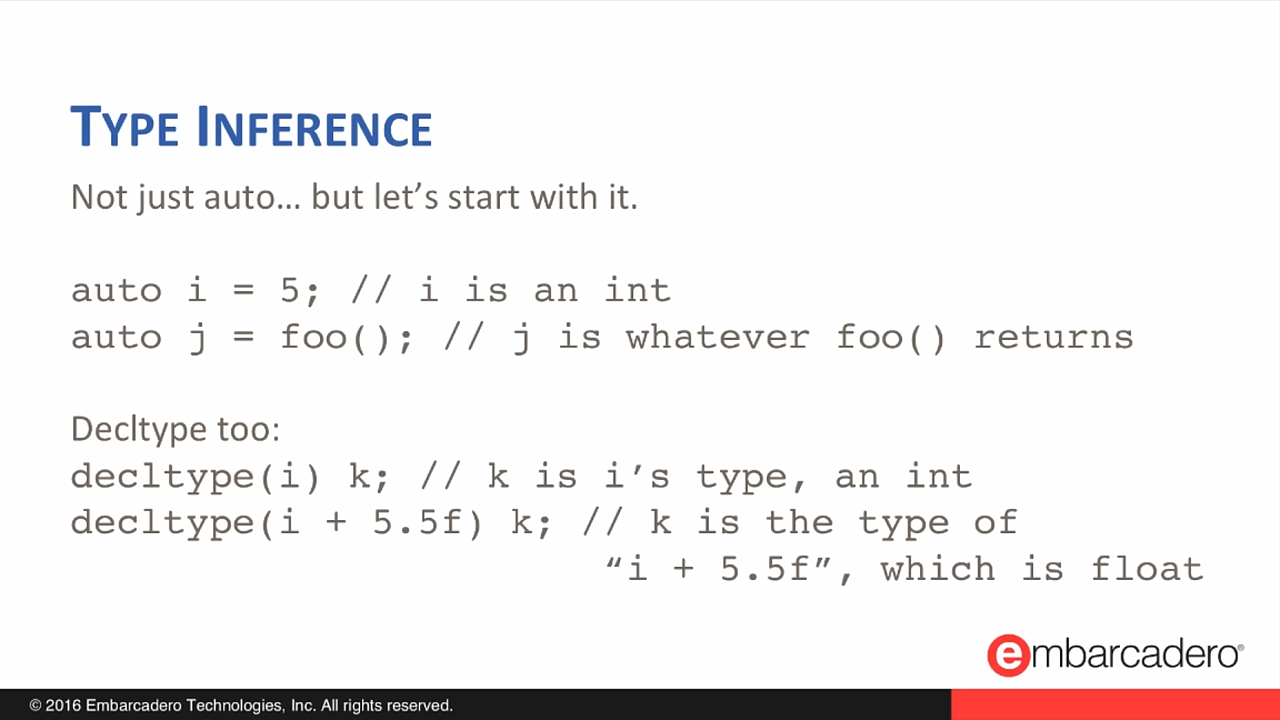 TYPE INFERENCE
Not just auto... but let’s start with it.
auto i = 5; // i is an int
auto j = foo(); // j is whatever foo() returns
Decltype too:
decltype(i) k; // k is i’s type, an int
decltype(i + 5.5f) k; // k is the type of
“i + 5.5f”, which is float
embarcadero®
© 2016 Embarcadero Technologies, Inc. All rights reserved.